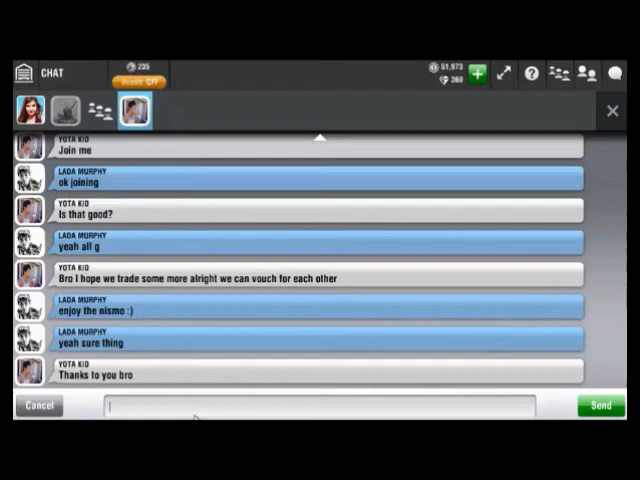 CHAT
235
Boosts OFF
51,573
360
YOTA KID
Join me
LADA MURPHY
ok joining
YOTA KID
Is that good?
LADA MURPHY
yeah all g
YOTA KID
Bro I hope we trade some more alright we can vouch for each other
LADA MURPHY
enjoy the nismo :)
LADA MURPHY
yeah sure thing
YOTA KID
Thanks to you bro
Cancel
Send